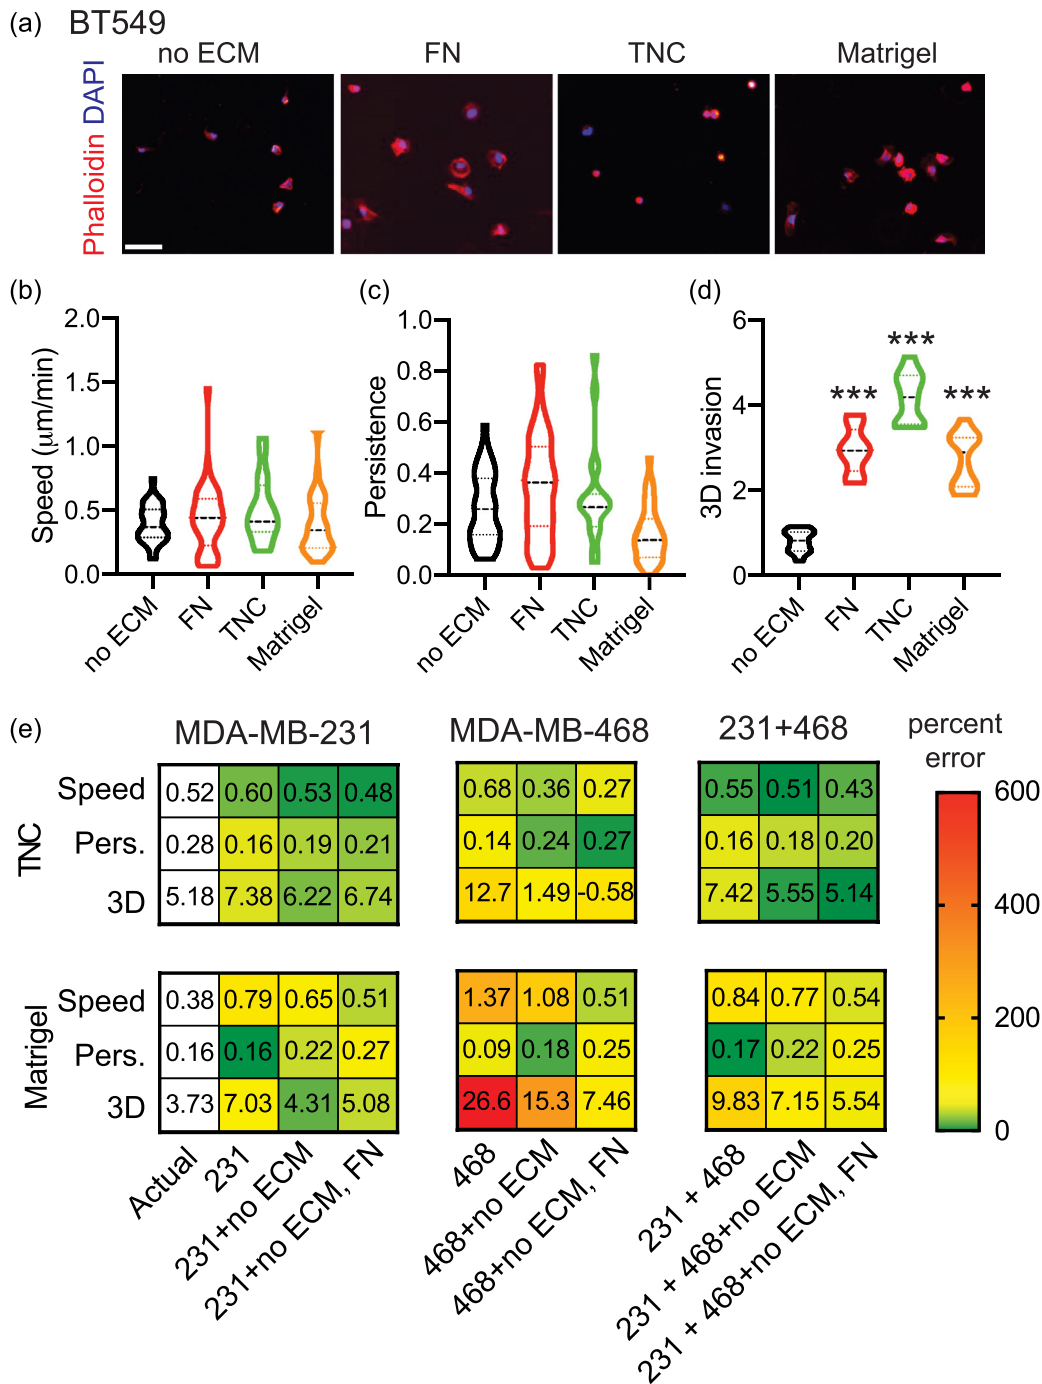 (a) BT549
no ECM FN TNC Matrigel
Phalloidin DAPI
(b) (c) (d)
Speed (μm/min)
2.0
1.5
1.0
0.5
0.0
no ECM FN TNC Matrigel
Persistence
1.0
0.8
0.6
0.4
0.2
0.0
no ECM FN TNC Matrigel
3D invasion
6
4
2
0
*** *** ***
no ECM FN TNC Matrigel
(e)
MDA-MB-231 MDA-MB-468 231+468
percent
error
TNC
Speed 0.52 0.60 0.53 0.48 0.68 0.36 0.27 0.55 0.51 0.43
Pers. 0.28 0.16 0.19 0.21 0.14 0.24 0.27 0.16 0.18 0.20
3D 5.18 7.38 6.22 6.74 12.7 1.49 -0.58 7.42 5.55 5.14
Matrigel
Speed 0.38 0.79 0.65 0.51 1.37 1.08 0.51 0.84 0.77 0.54
Pers. 0.16 0.16 0.22 0.27 0.09 0.18 0.25 0.17 0.22 0.25
3D 3.73 7.03 4.31 5.08 26.6 15.3 7.46 9.83 7.15 5.54
600
400
200
0
Actual
231
231+no ECM
231+no ECM, FN
468
468+no ECM
468+no ECM, FN
231 + 468
231 + 468+no ECM
231 + 468+no ECM, FN